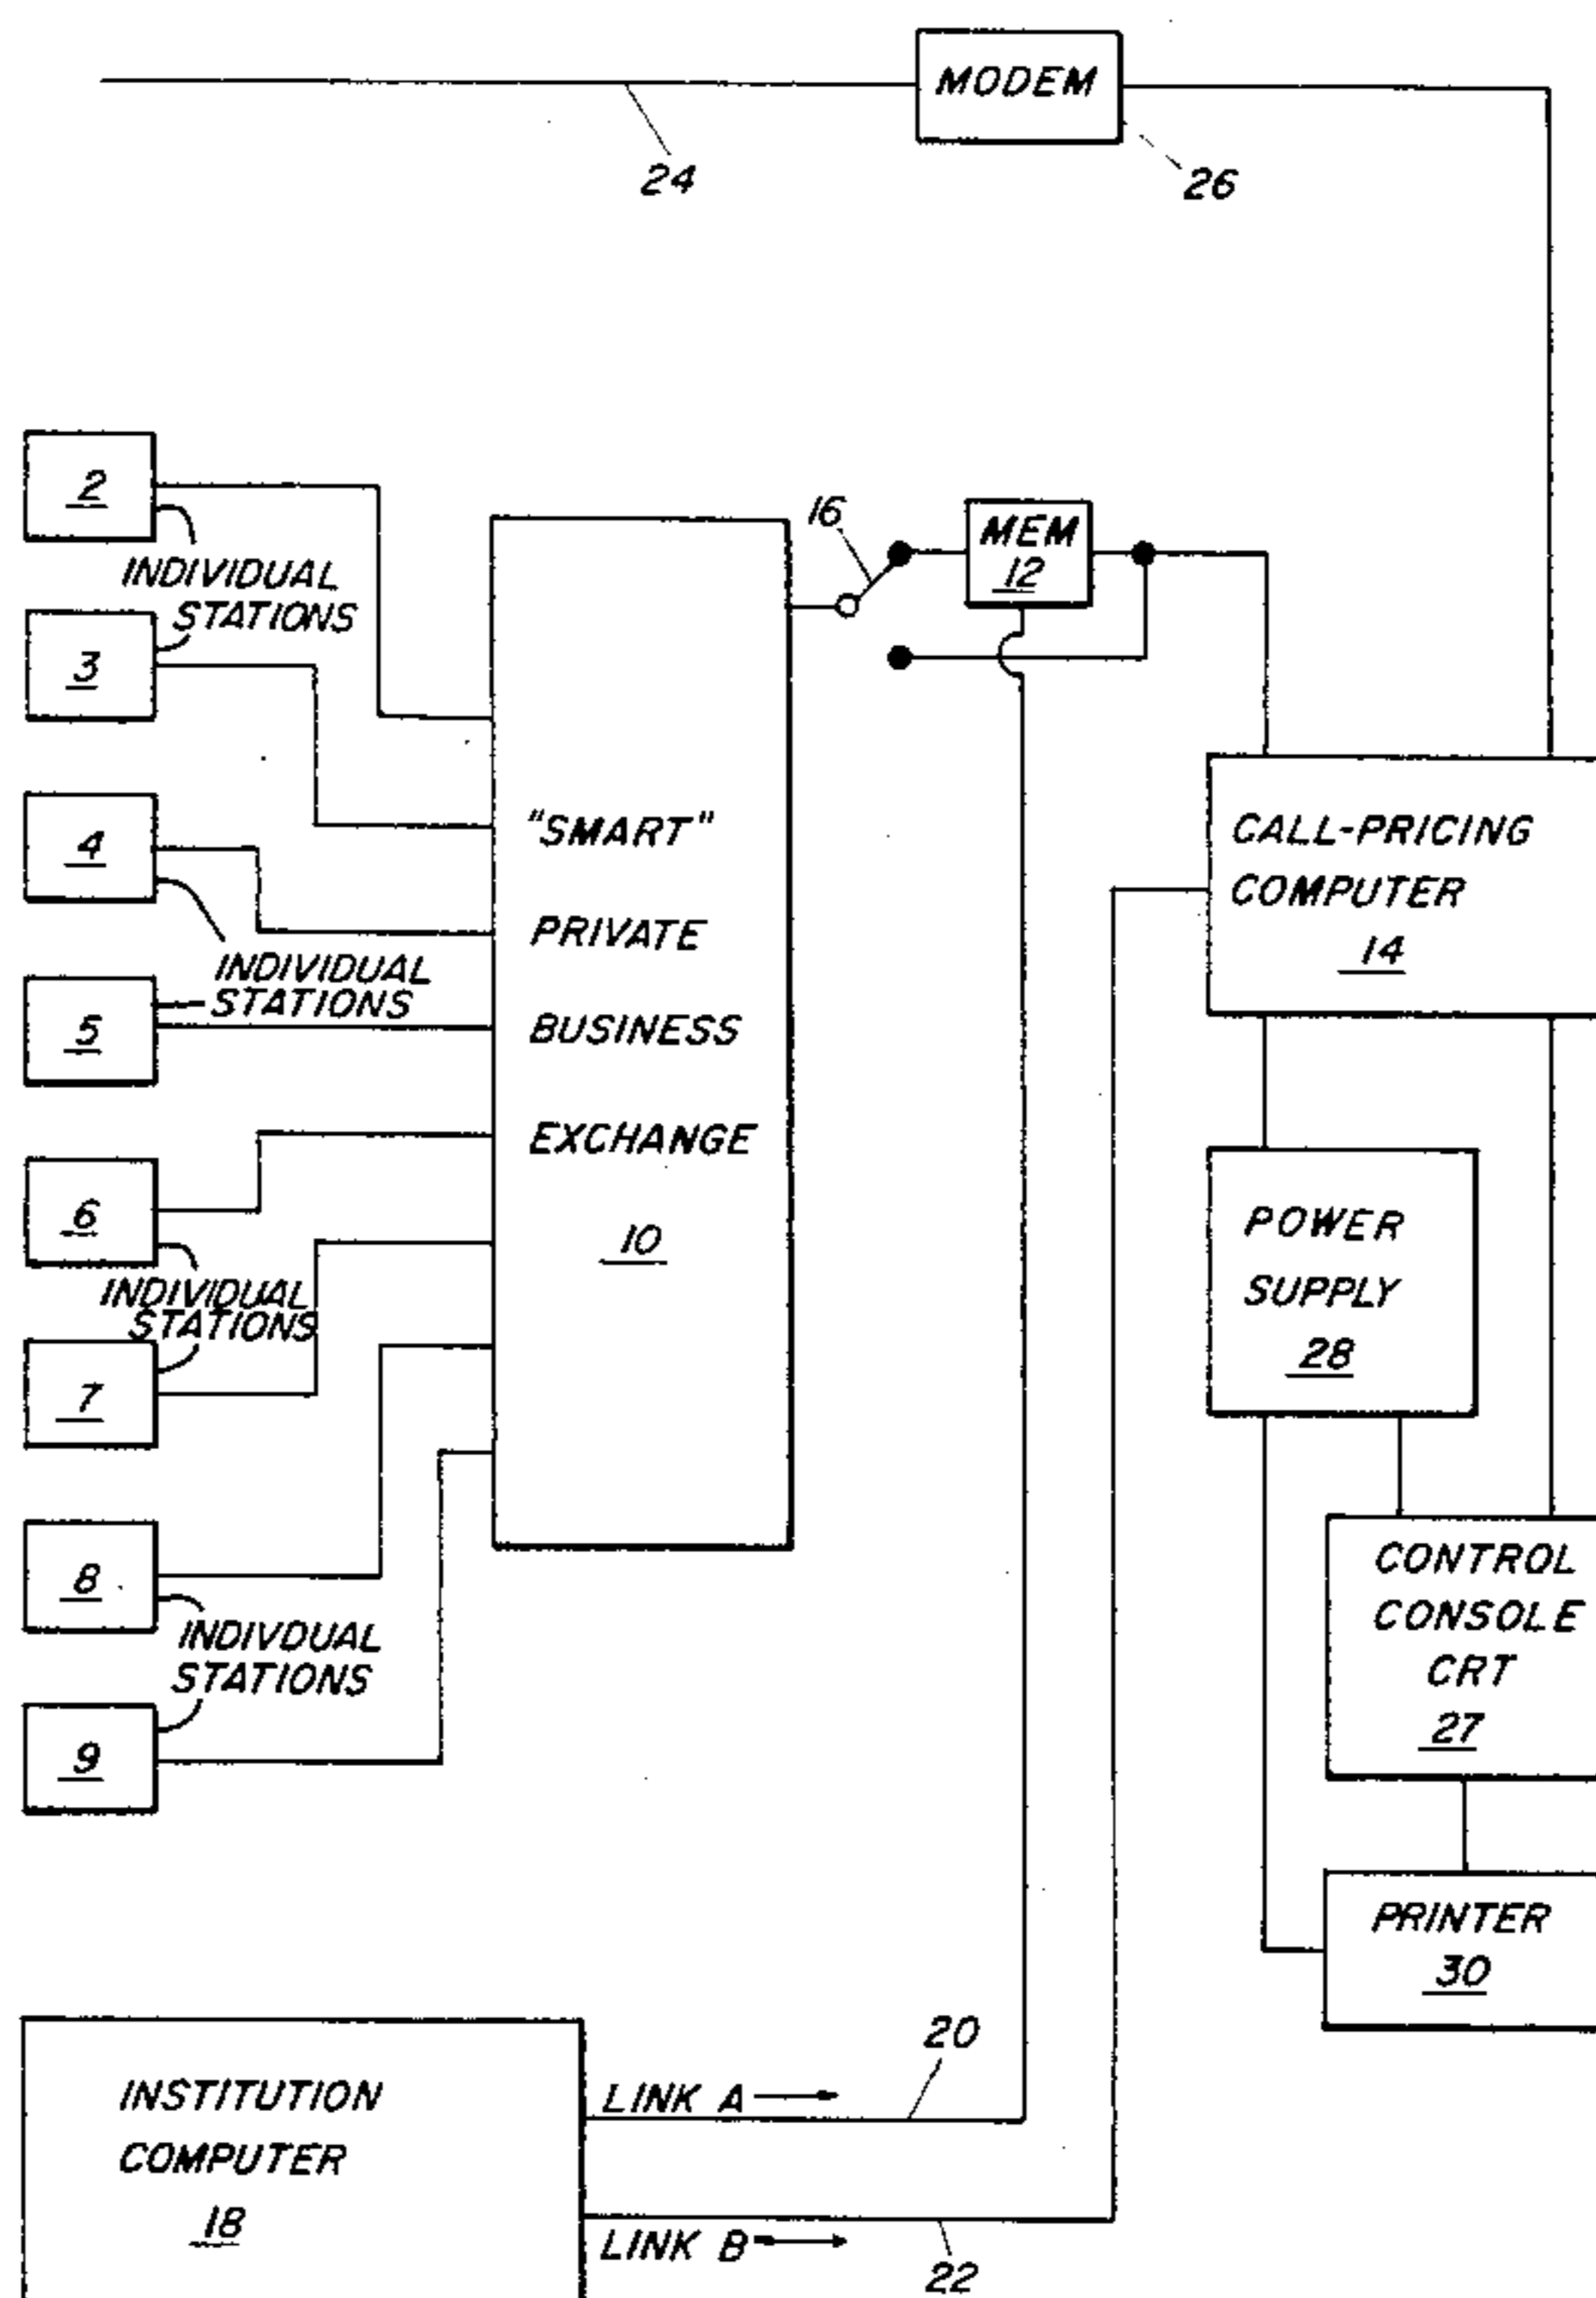 MODEM
24
26
2
INDIVIDUAL
STATIONS
3
4
INDIVIDUAL
STATIONS
5
6
INDIVIDUAL
STATIONS
7
8
INDIVDUAL
STATIONS
9
"SMART"
PRIVATE
BUSINESS
EXCHANGE
10
16
MEM
12
CALL-PRICING
COMPUTER
14
POWER
SUPPLY
28
CONTROL
CONSOLE
CRT
27
PRINTER
30
INSTITUTION
COMPUTER
18
LINK A
20
LINK B
22